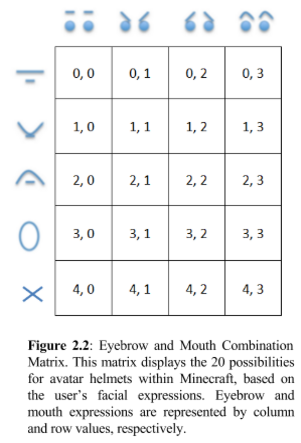 0, 0 0, 1 0, 2 0, 3
1, 0 1, 1 1, 2 1, 3
2, 0 2, 1 2, 2 2, 3
3, 0 3, 1 3, 2 3, 3
4, 0 4, 1 4, 2 4, 3
Figure 2.2: Eyebrow and Mouth Combination
Matrix. This matrix displays the 20 possibilities
for avatar helmets within Minecraft, based on
the user's facial expressions. Eyebrow and
mouth expressions are represented by column
and row values, respectively.